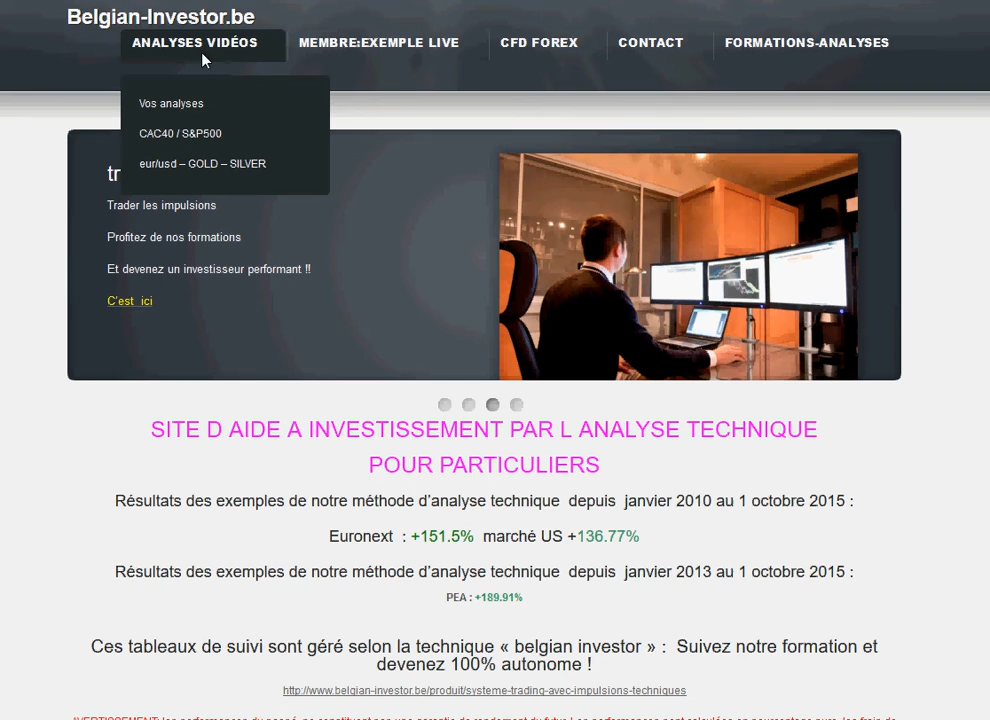 Belgian-Investor.be
ANALYSES VIDÉOS
MEMBRE:EXEMPLE LIVE
CFD FOREX
CONTACT
FORMATIONS-ANALYSES
Vos analyses
CAC40 / S&P500
eur/usd – GOLD – SILVER
tr
Trader les impulsions
Profitez de nos formations
Et devenez un investisseur performant !!
C'est ici
SITE D AIDE A INVESTISSEMENT PAR L ANALYSE TECHNIQUE
POUR PARTICULIERS
Résultats des exemples de notre méthode d'analyse technique depuis janvier 2010 au 1 octobre 2015 :
Euronext : +151.5% marché US +136.77%
Résultats des exemples de notre méthode d'analyse technique depuis janvier 2013 au 1 octobre 2015 :
PEA : +189.91%
Ces tableaux de suivi sont géré selon la technique « belgian investor » : Suivez notre formation et
devenez 100% autonome !
http://www.belgian-investor.be/produit/systeme-trading-avec-impulsions-techniques